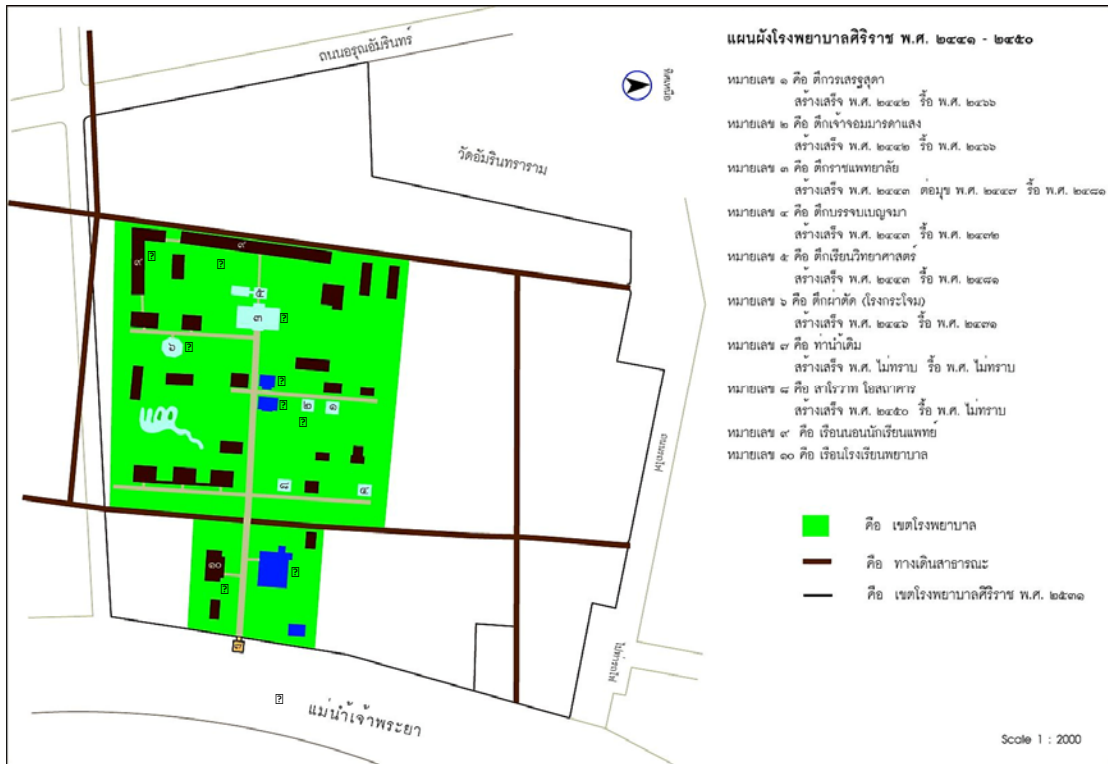 แผนผังโรงพยาบาลศิริราช พ.ศ. ๒๔๔๑ - ๒๔๕๐
หมายเลข ๑ คือ ตึกวรเสรฐสุดา
สร้างเสร็จ พ.ศ. ๒๔๔๒ รื้อ พ.ศ. ๒๔๖๖
หมายเลข ๒ คือ ตึกเจ้าจอมมารดาแสง
สร้างเสร็จ พ.ศ. ๒๔๔๒ รื้อ พ.ศ. ๒๔๖๖
หมายเลข ๓ คือ ตึกราชแพทยาลัย
สร้างเสร็จ พ.ศ. ๒๔๔๓ ต่อมุข พ.ศ. ๒๔๔๗ รื้อ พ.ศ. ๒๔๘๑
หมายเลข ๔ คือ ตึกบรรจบเบญจมา
สร้างเสร็จ พ.ศ. ๒๔๔๓ รื้อ พ.ศ. ๒๔๗๒
หมายเลข ๕ คือ ตึกเรียนวิทยาศาสตร์
สร้างเสร็จ พ.ศ. ๒๔๔๓ รื้อ พ.ศ. ๒๔๘๑
หมายเลข ๖ คือ ตึกผ่าตัด (โรงกระโจม)
สร้างเสร็จ พ.ศ. ๒๔๔๖ รื้อ พ.ศ. ๒๔๗๑
หมายเลข ๗ คือ ท่าน้ำเดิม
สร้างเสร็จ พ.ศ. ไม่ทราบ รื้อ พ.ศ. ไม่ทราบ
หมายเลข ๘ คือ สาโรวาท โอสถาคาร
สร้างเสร็จ พ.ศ. ๒๔๕๐ รื้อ พ.ศ. ไม่ทราบ
หมายเลข ๙ คือ เรือนนอนนักเรียนแพทย์
หมายเลข ๑๐ คือ เรือนโรงเรียนพยาบาล
คือ เขตโรงพยาบาล
คือ ทางเดินสาธารณะ
คือ เขตโรงพยาบาลศิริราช พ.ศ. ๒๕๓๑
Scale 1 : 2000
ถนนอรุณอัมรินทร์
ทิศเหนือ
วัดอัมรินทราราม
ถนนรถไฟ
แม่น้ำเจ้าพระยา
๙
๙
๕
๓
๖
๒
๑
๘
๔
๑๐
๗